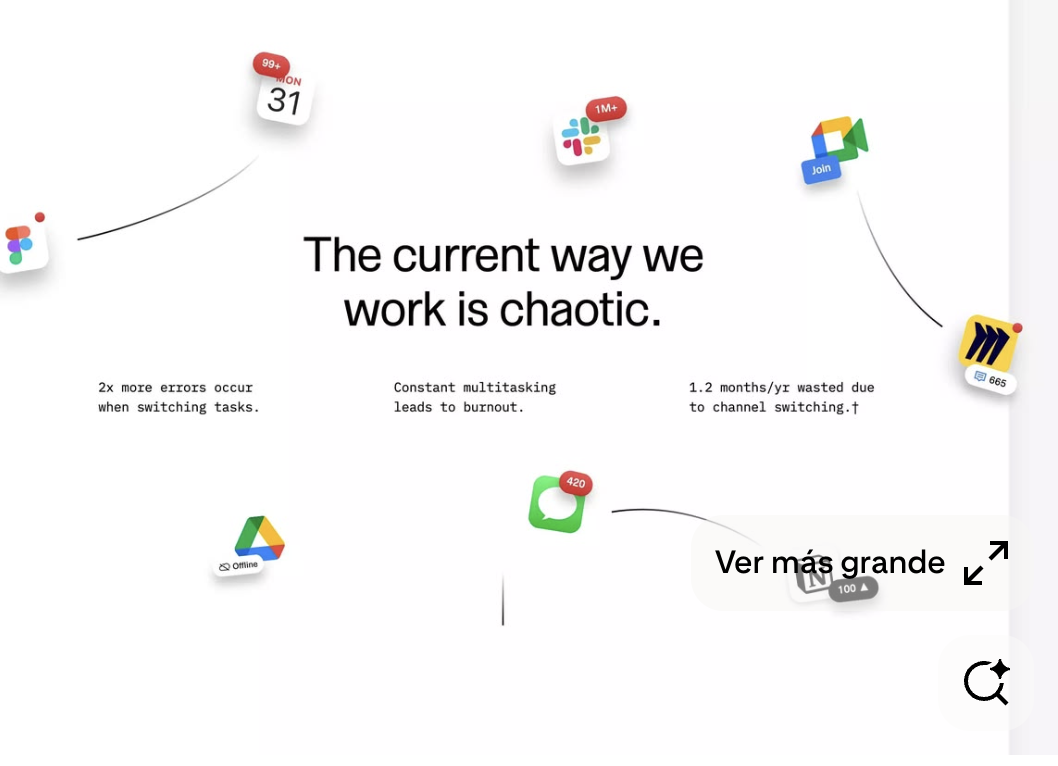 99+
MON
31
1M+
Join
The current way we
work is chaotic.
665
2x more errors occur
when switching tasks.
Constant multitasking
leads to burnout.
1.2 months/yr wasted due
to channel switching.†
420
Offline
Ver más grande
N
100 ▲